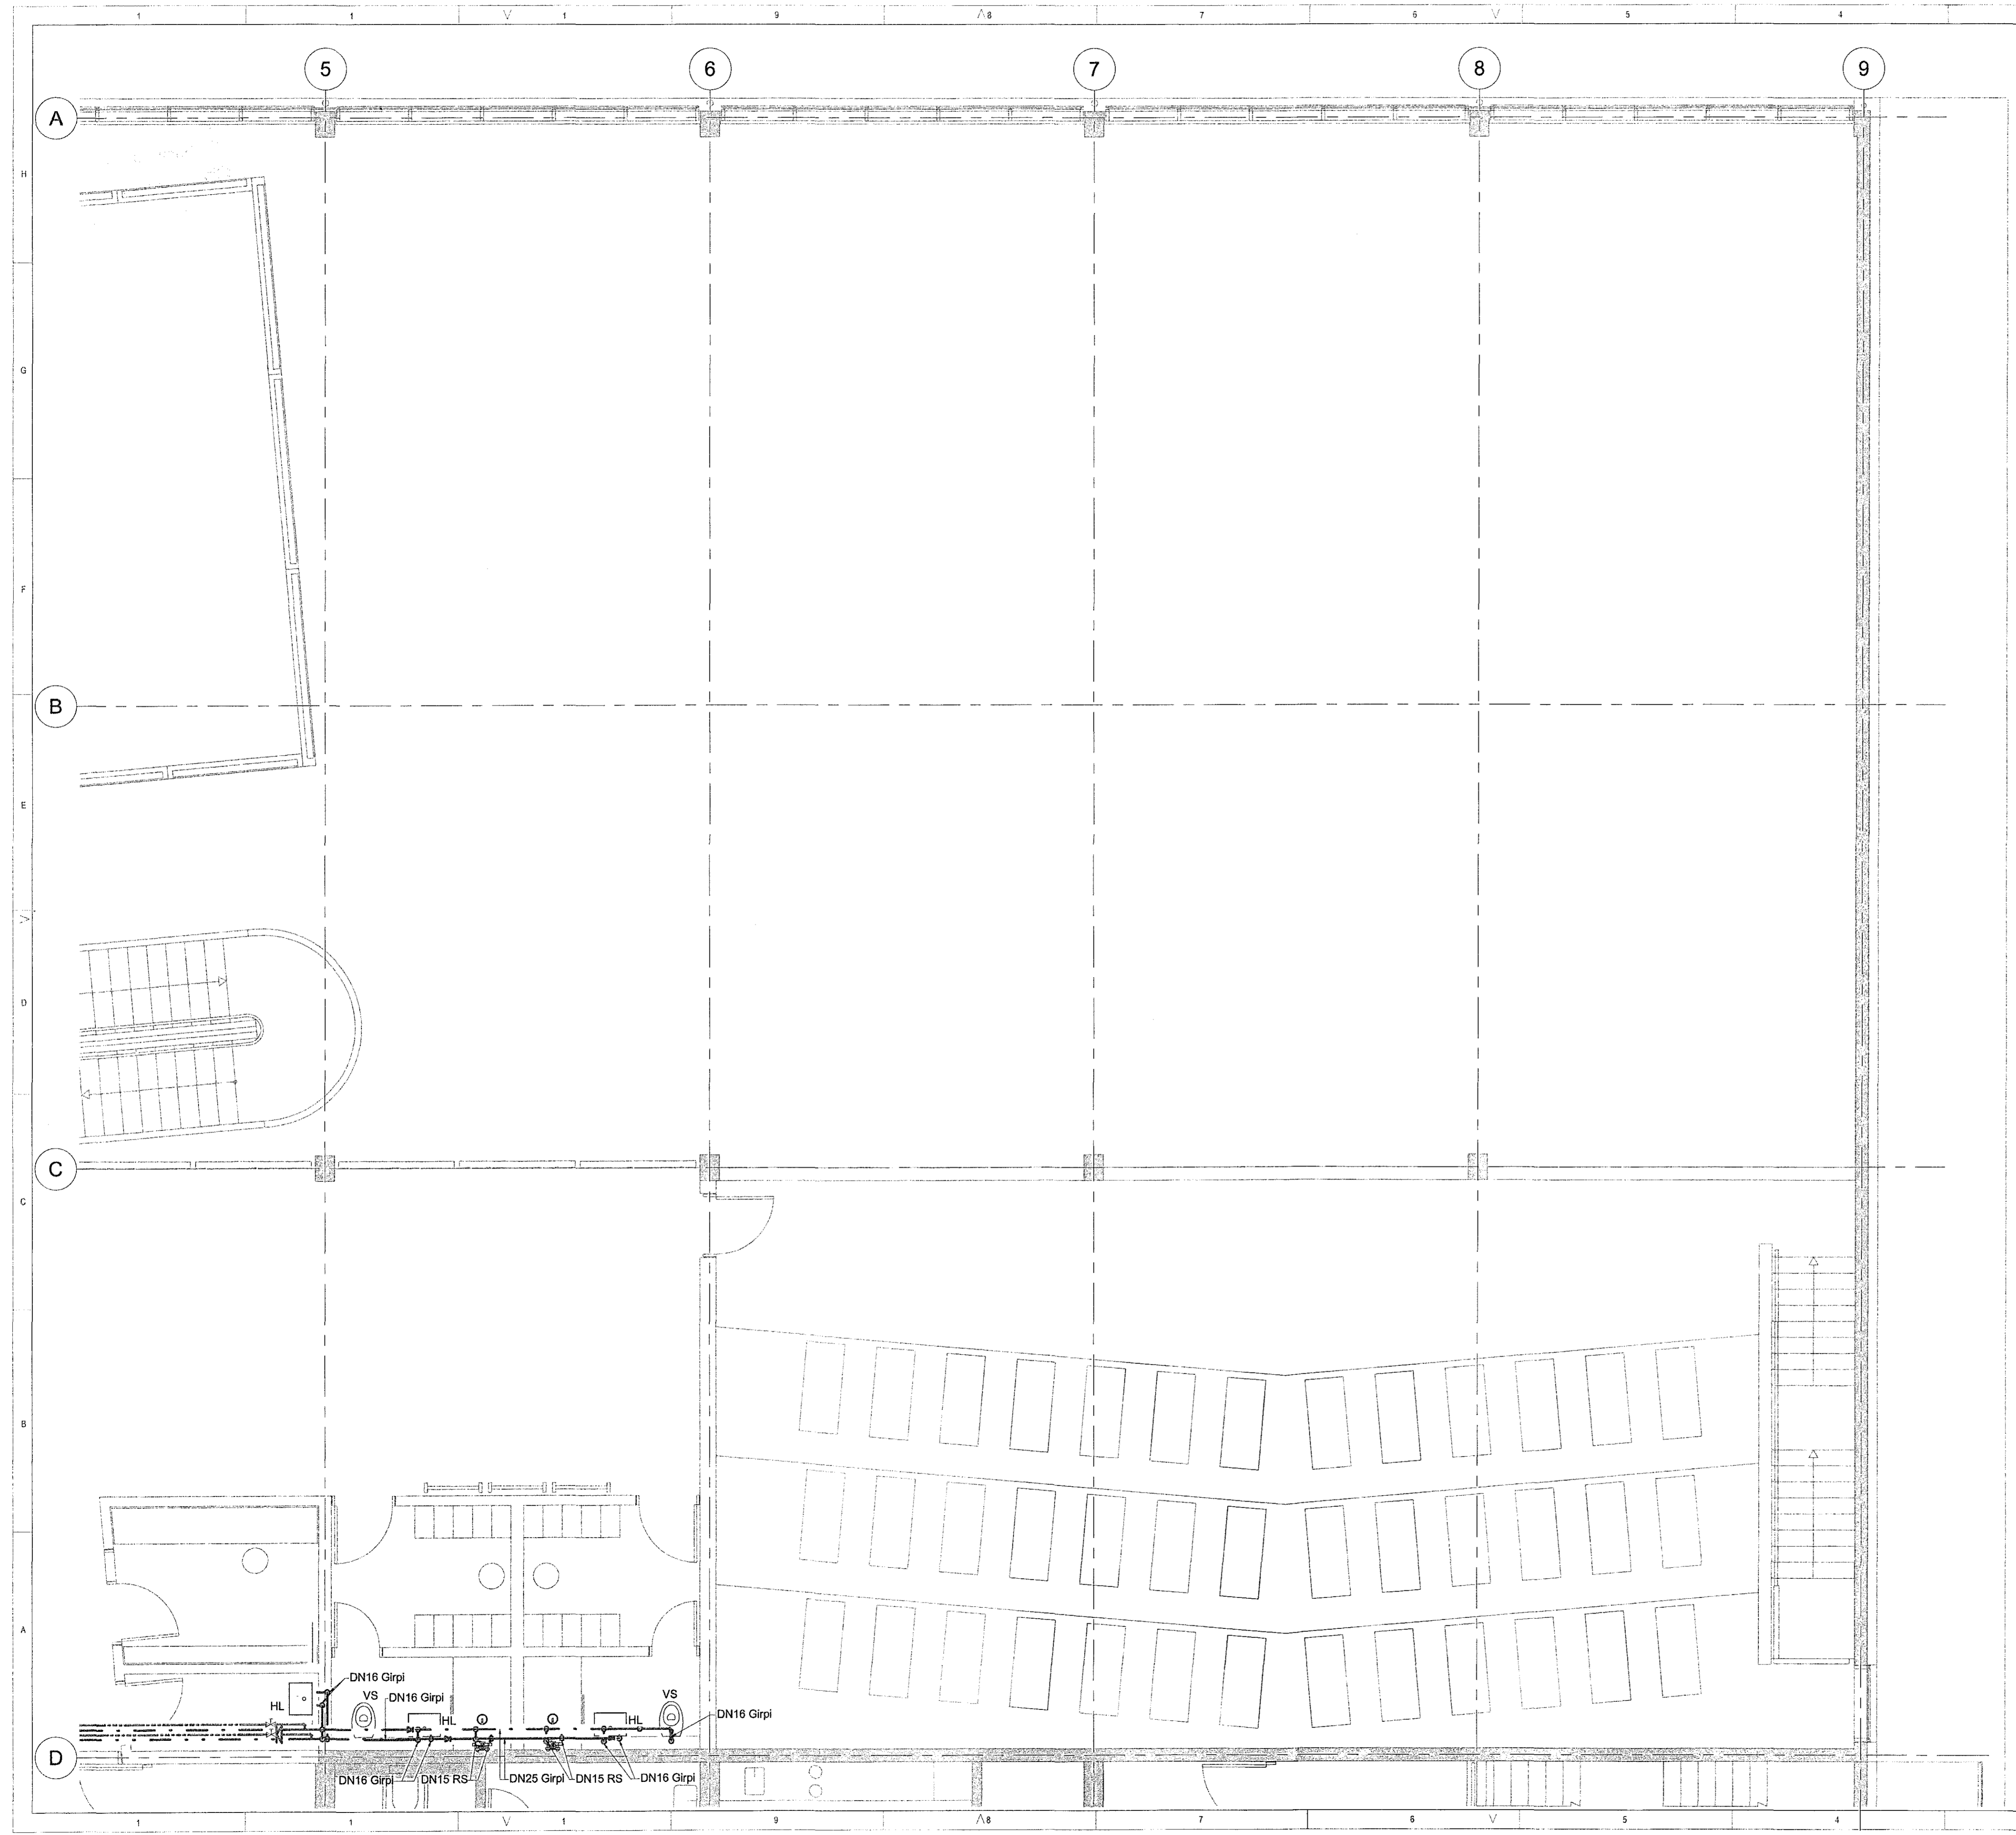 1 1 1 9 8 7 6 5 4
5 6 7 8 9
A
H
G
F
B
E
D
C
C
B
A
DN16 Girpi
VS
DN16 Girpi
VS
HL
HL
HL
DN16 Girpi
D
DN16 Girpi
DN15 RS
DN25 Girpi
DN15 RS
DN16 Girpi
1 1 1 9 8 7 6 5 4